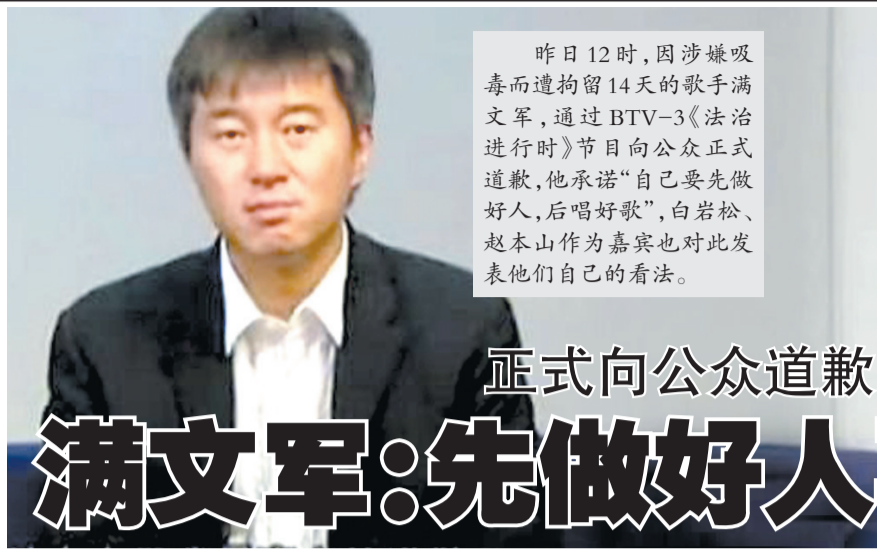 昨日12时，因涉嫌吸
毒而遭拘留14天的歌手满
文军，通过BTV-3《法治
进行时》节目向公众正式
道歉，他承诺“自己要先做
好人，后唱好歌”，白岩松、
赵本山作为嘉宾也对此发
表他们自己的看法。
正式向公众道歉
满文军：先做好人